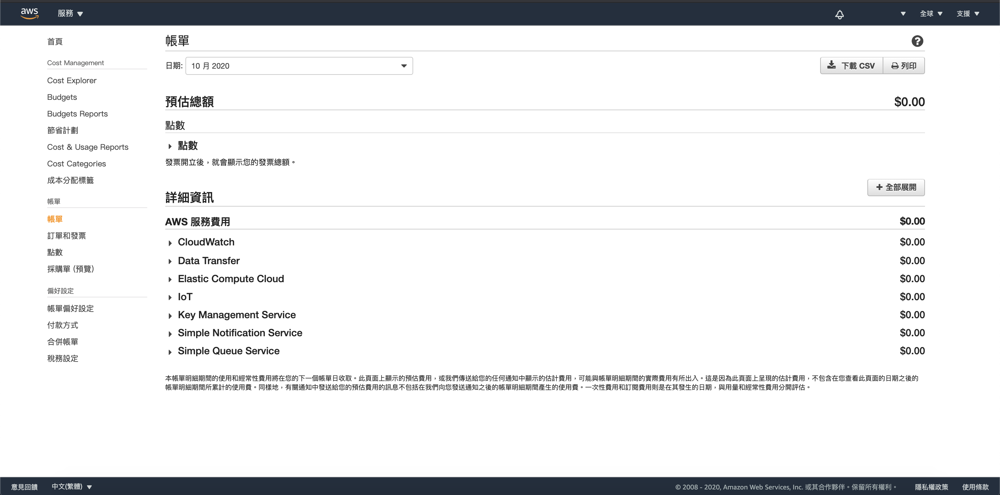 aws
服務
全球
支援
首頁
Cost Management
Cost Explorer
Budgets
Budgets Reports
節省計劃
Cost & Usage Reports
Cost Categories
成本分配標籤
帳單
帳單
訂單和發票
點數
採購單 (預覽)
偏好設定
帳單偏好設定
付款方式
合併帳單
稅務設定
帳單
日期:
10 月 2020
下載 CSV
列印
預估總額 $0.00
點數
點數
發票開立後，就會顯示您的發票總額。
全部展開
詳細資訊
AWS 服務費用 $0.00
CloudWatch $0.00
Data Transfer $0.00
Elastic Compute Cloud $0.00
IoT $0.00
Key Management Service $0.00
Simple Notification Service $0.00
Simple Queue Service $0.00
本帳單明細期間的使用和經常性費用將在您的下一個帳單日收取。此頁面上顯示的預估費用，或我們傳送給您的任何通知中顯示的估計費用，可能與帳單明細期間的實際費用有所出入。這是因為此頁面上呈現的估計費用，不包含在您查看此頁面的日期之後的
帳單明細期間所累計的使用費。同樣地，有關通知中發送給您的預估費用的訊息不包括在我們向您發送通知之後的帳單明細期間產生的使用費。一次性費用和訂閱費用則是在其發生的日期，與用量和經常性費用分開評估。
意見回饋
中文(繁體)
© 2008 - 2020, Amazon Web Services, Inc. 或其合作夥伴。保留所有權利。
隱私權政策
使用條款